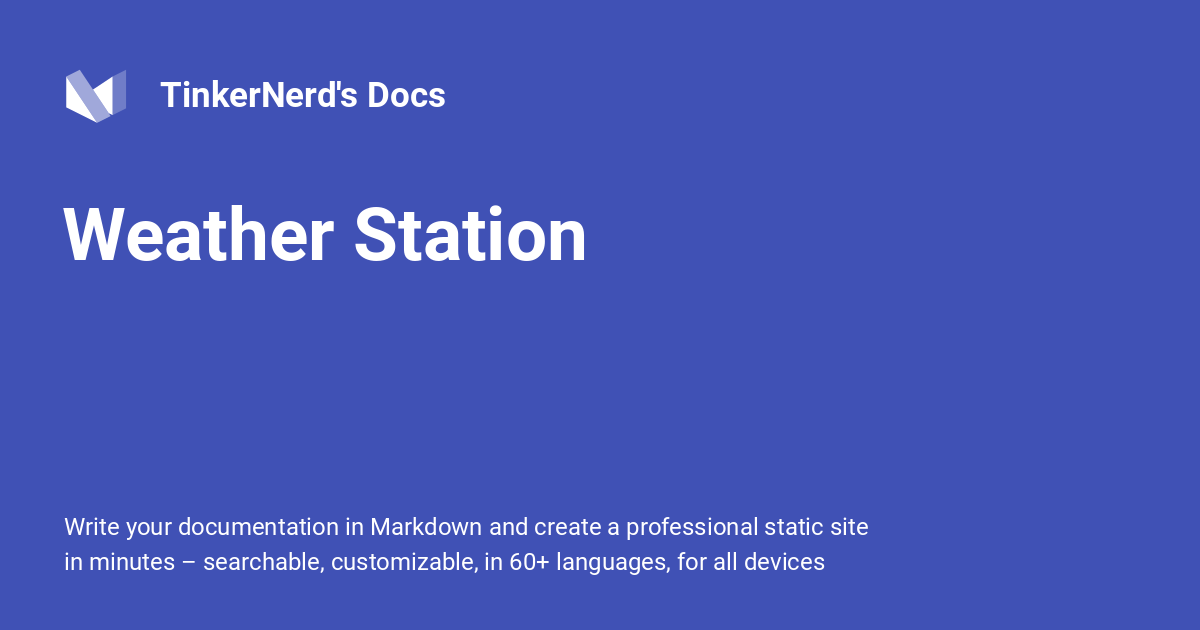 TinkerNerd's Docs
Weather Station
Write your documentation in Markdown and create a professional static site
in minutes – searchable, customizable, in 60+ languages, for all devices